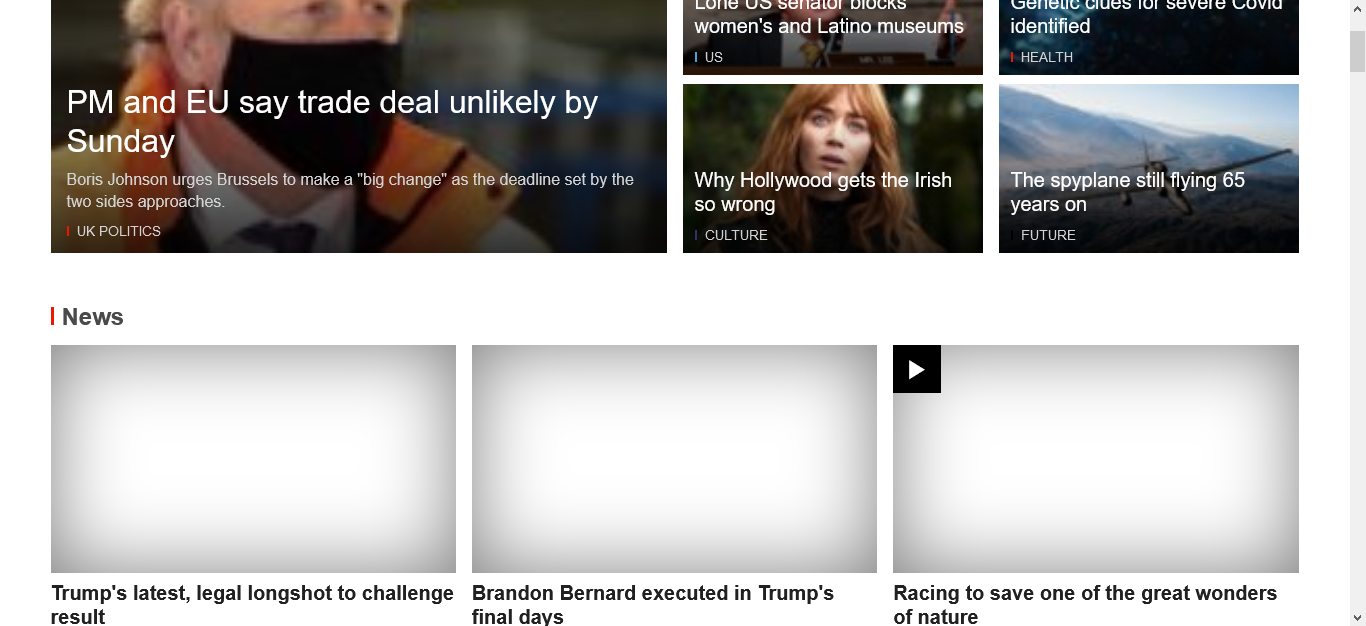 PM and EU say trade deal unlikely by
Sunday
Boris Johnson urges Brussels to make a "big change" as the deadline set by the
two sides approaches.
UK POLITICS
Lone US senator blocks
women's and Latino museums
US
Genetic clues for severe Covid
identified
HEALTH
Why Hollywood gets the Irish
so wrong
CULTURE
The spyplane still flying 65
years on
FUTURE
News
Trump's latest, legal longshot to challenge
result
Brandon Bernard executed in Trump's
final days
Racing to save one of the great wonders
of nature